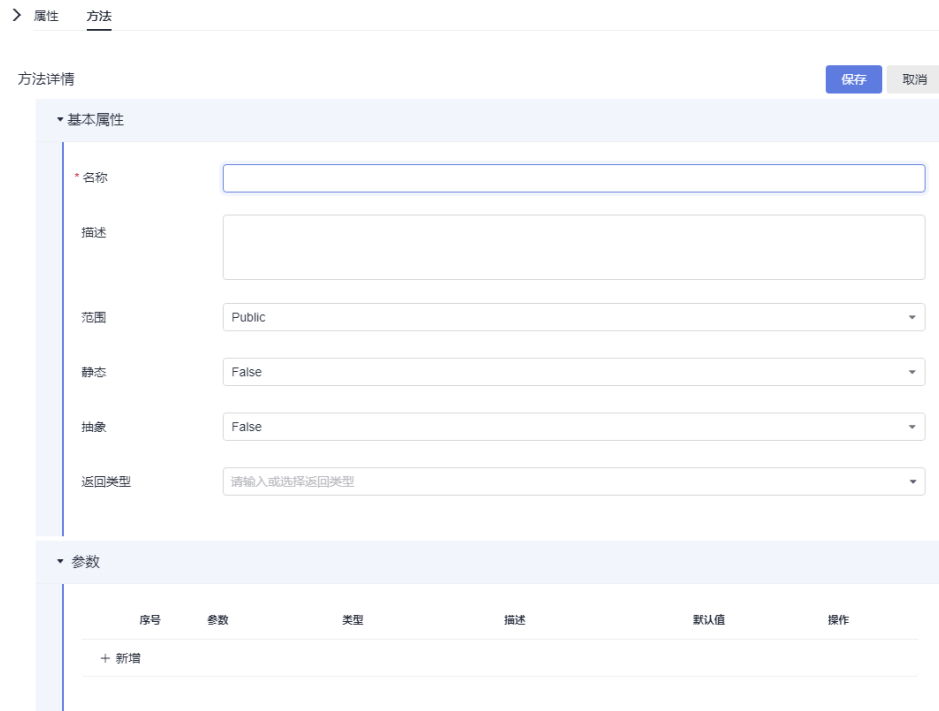 属性 方法
方法详情 保存 取消
基本属性
* 名称
描述
范围 Public
静态 False
抽象 False
返回类型 请输入或选择返回类型
参数
序号 参数 类型 描述 默认值 操作
+ 新增